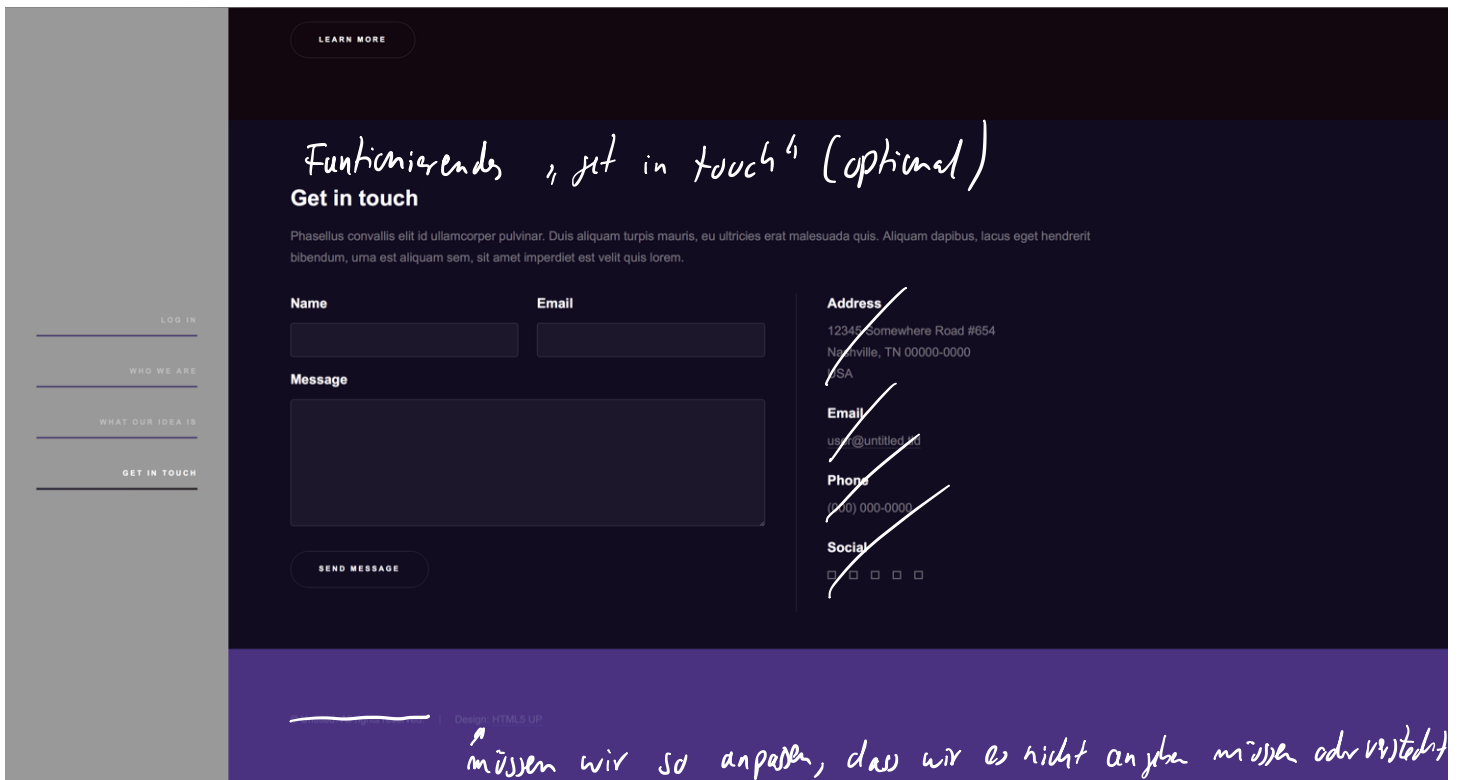 LEARN MORE
Funtionierendes „get in touch" (optional)
Get in touch
Phasellus convallis elit id ullamcorper pulvinar. Duis aliquam turpis mauris, eu ultricies erat malesuada quis. Aliquam dapibus, lacus eget hendrerit
bibendum, urna est aliquam sem, sit amet imperdiet est velit quis lorem.
Name
Email
Message
SEND MESSAGE
Address
12345 Somewhere Road #654
Nashville, TN 00000-0000
USA
Email
user@untitled.tld
Phone
(000) 000-0000
Social
LOG IN
WHO WE ARE
WHAT OUR IDEA IS
GET IN TOUCH
| Design: HTML5 UP
müssen wir so anpassen, dass wir es nicht angeben müssen oder versteckt